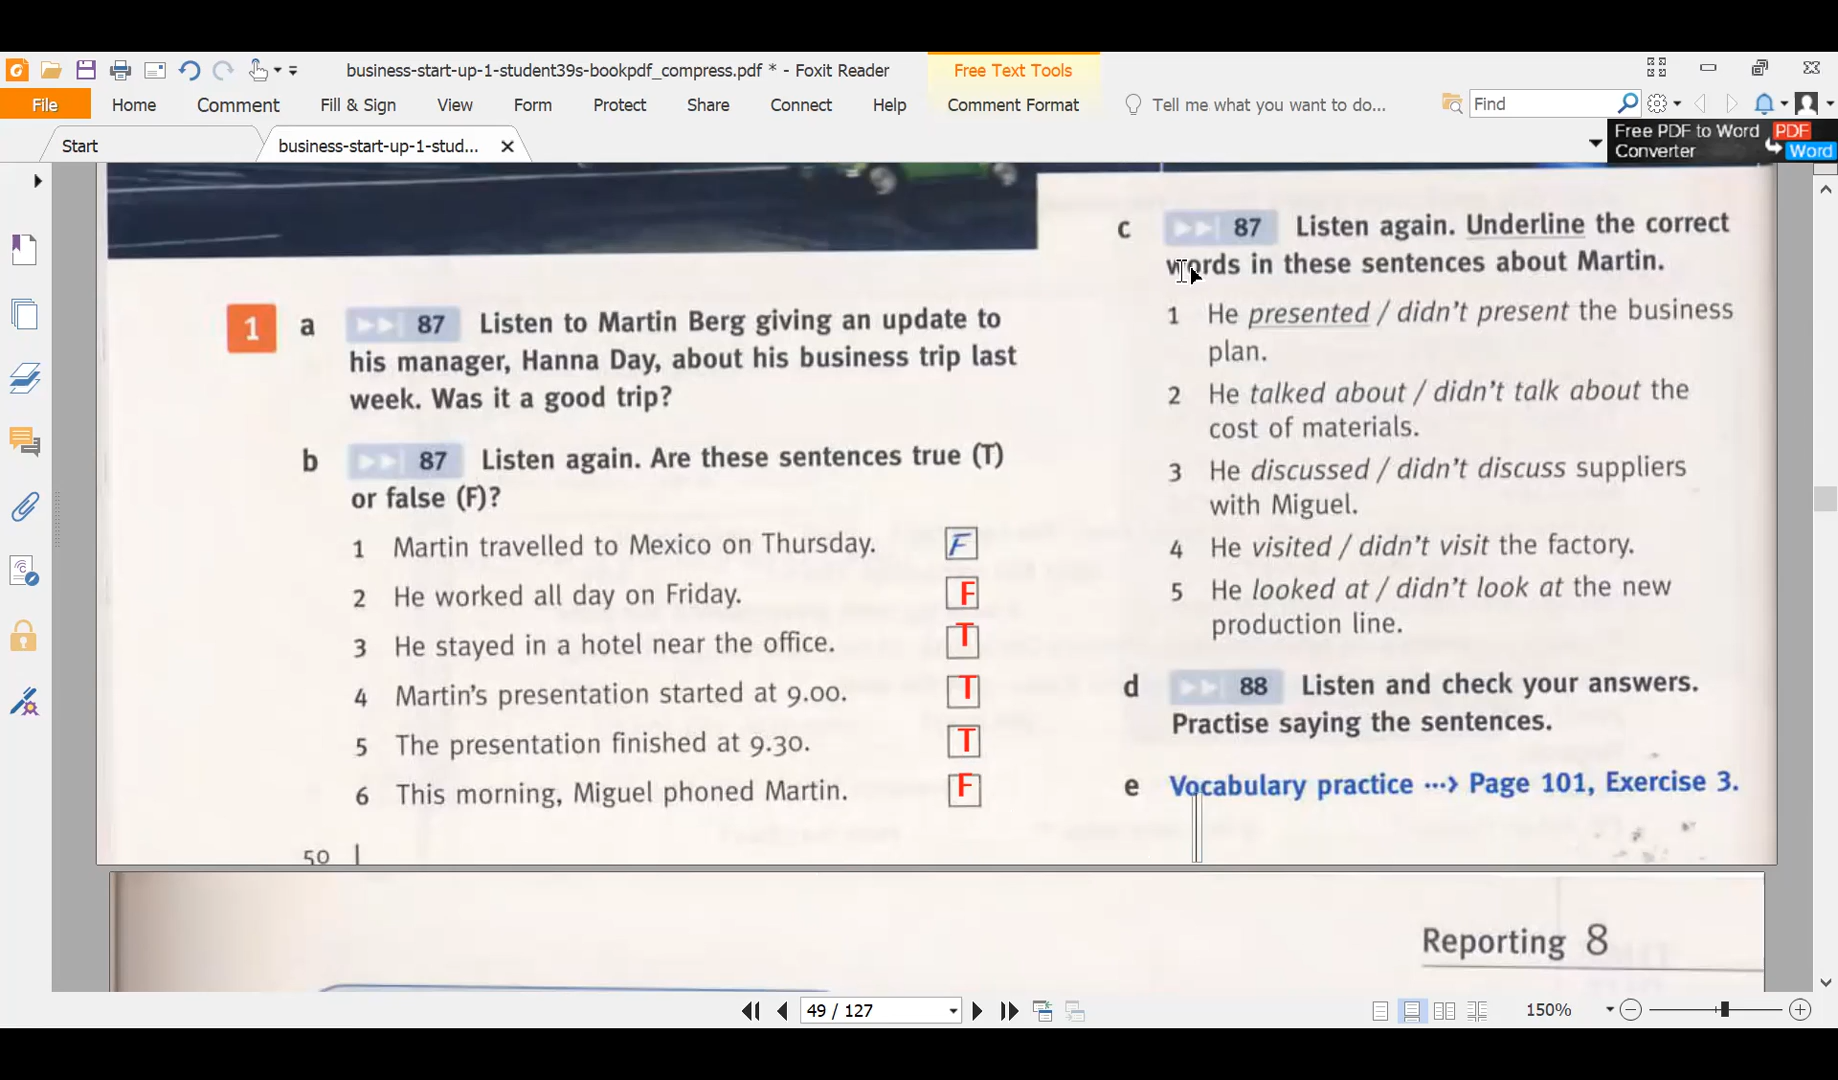 business-start-up-1-student39s-bookpdf_compress.pdf * - Foxit Reader
Free Text Tools
File Home Comment Fill & Sign View Form Protect Share Connect Help Comment Format Tell me what you want to do... Find
Start business-start-up-1-stud...
Free PDF to Word Converter PDF Word
1 a 87 Listen to Martin Berg giving an update to
his manager, Hanna Day, about his business trip last
week. Was it a good trip?
b 87 Listen again. Are these sentences true (T)
or false (F)?
1 Martin travelled to Mexico on Thursday. F
2 He worked all day on Friday. F
3 He stayed in a hotel near the office. T
4 Martin's presentation started at 9.00. T
5 The presentation finished at 9.30. T
6 This morning, Miguel phoned Martin. F
50
c 87 Listen again. Underline the correct
words in these sentences about Martin.
1 He presented / didn't present the business
plan.
2 He talked about / didn't talk about the
cost of materials.
3 He discussed / didn't discuss suppliers
with Miguel.
4 He visited / didn't visit the factory.
5 He looked at / didn't look at the new
production line.
d 88 Listen and check your answers.
Practise saying the sentences.
e Vocabulary practice ···> Page 101, Exercise 3.
Reporting 8
49 / 127
150%